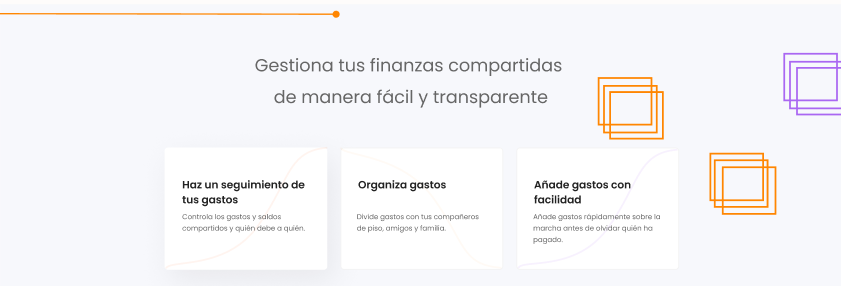 Gestiona tus finanzas compartidas
de manera fácil y transparente
Haz un seguimiento de
tus gastos
Controla los gastos y saldos
compartidos y quién debe a quién.
Organiza gastos
Divide gastos con tus compañeros
de piso, amigos y familia.
Añade gastos con
facilidad
Añade gastos rápidamente sobre la
marcha antes de olvidar quién ha
pagado.